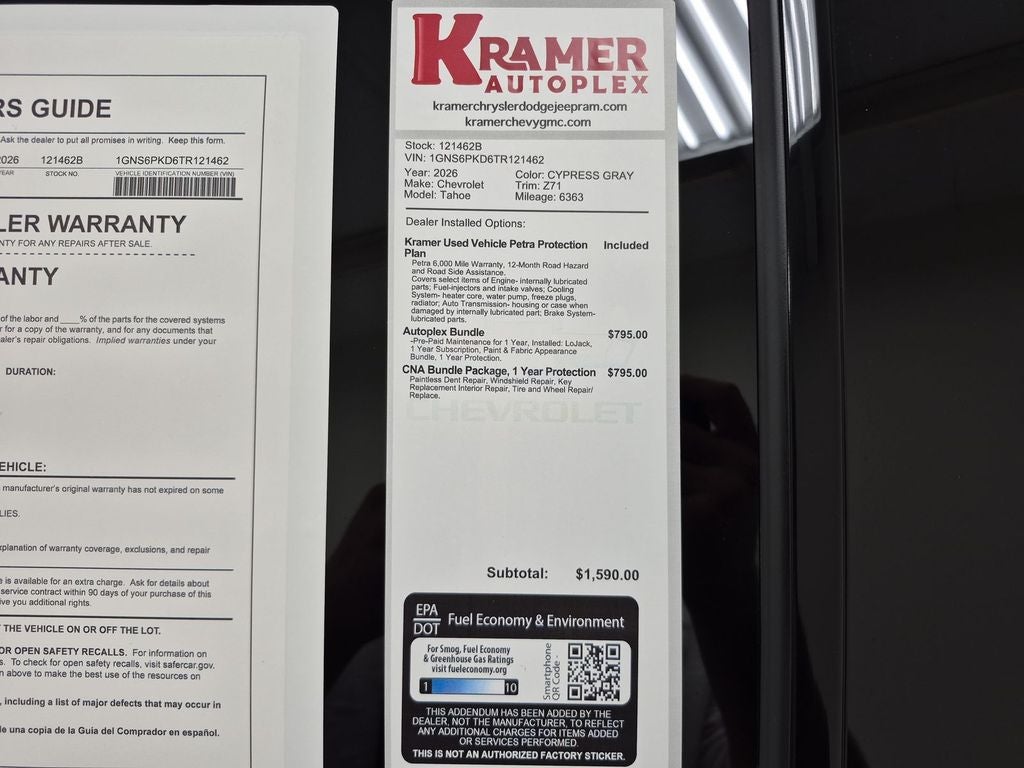 RS GUIDE
Ask the dealer to put all promises in writing. Keep this form.
2026 121462B 1GNS6PKD6TR121462
STOCK NO. VEHICLE IDENTIFICATION NUMBER (VIN)
WARRANTY
FOR ANY REPAIRS AFTER SALE.
of the labor and ____% of the parts for the covered systems
for a copy of the warranty, and for any documents that
repair obligations. Implied warranties under your
DURATION:
manufacturer's original warranty has not expired on some
of warranty coverage, exclusions, and repair
is available for an extra charge. Ask for details about
service contract within 90 days of your purchase of this
you additional rights.
THE VEHICLE ON OR OFF THE LOT.
OR OPEN SAFETY RECALLS. For information on
To check for open safety recalls, visit safercar.gov.
above to make the best use of the resources on
, including a list of major defects that may occur in
una copia de la Guía del Comprador en español.
KRAMER
AUTOPLEX
kramerchryslerdodgejeepram.com
kramerchevygmc.com
Stock: 121462B
VIN: 1GNS6PKD6TR121462
Year: 2026 Color: CYPRESS GRAY
Make: Chevrolet Trim: Z71
Model: Tahoe Mileage: 6363
Dealer Installed Options:
Kramer Used Vehicle Petra Protection Included
Plan
Petra 6,000 Mile Warranty, 12-Month Road Hazard
and Road Side Assistance.
Covers select items of Engine- internally lubricated
parts; Fuel-injectors and intake valves; Cooling
System- heater core, water pump, freeze plugs,
radiator; Auto Transmission- housing or case when
damaged by internally lubricated part; Brake System-
lubricated parts.
Autoplex Bundle $795.00
-Pre-Paid Maintenance for 1 Year, Installed: LoJack,
1 Year Subscription, Paint & Fabric Appearance
Bundle, 1 Year Protection.
CNA Bundle Package, 1 Year Protection $795.00
Paintless Dent Repair, Windshield Repair, Key
Replacement Interior Repair, Tire and Wheel Repair/
Replace.
CHEVROLET
Subtotal: $1,590.00
EPA
DOT Fuel Economy & Environment
For Smog, Fuel Economy
& Greenhouse Gas Ratings
visit fueleconomy.org
1 10
Smartphone
QR Code -
THIS ADDENDUM HAS BEEN ADDED BY THE
DEALER, NOT THE MANUFACTURER, TO REFLECT
ANY ADDITIONAL CHARGES FOR ITEMS ADDED
OR SERVICES PERFORMED.
THIS IS NOT AN AUTHORIZED FACTORY STICKER.